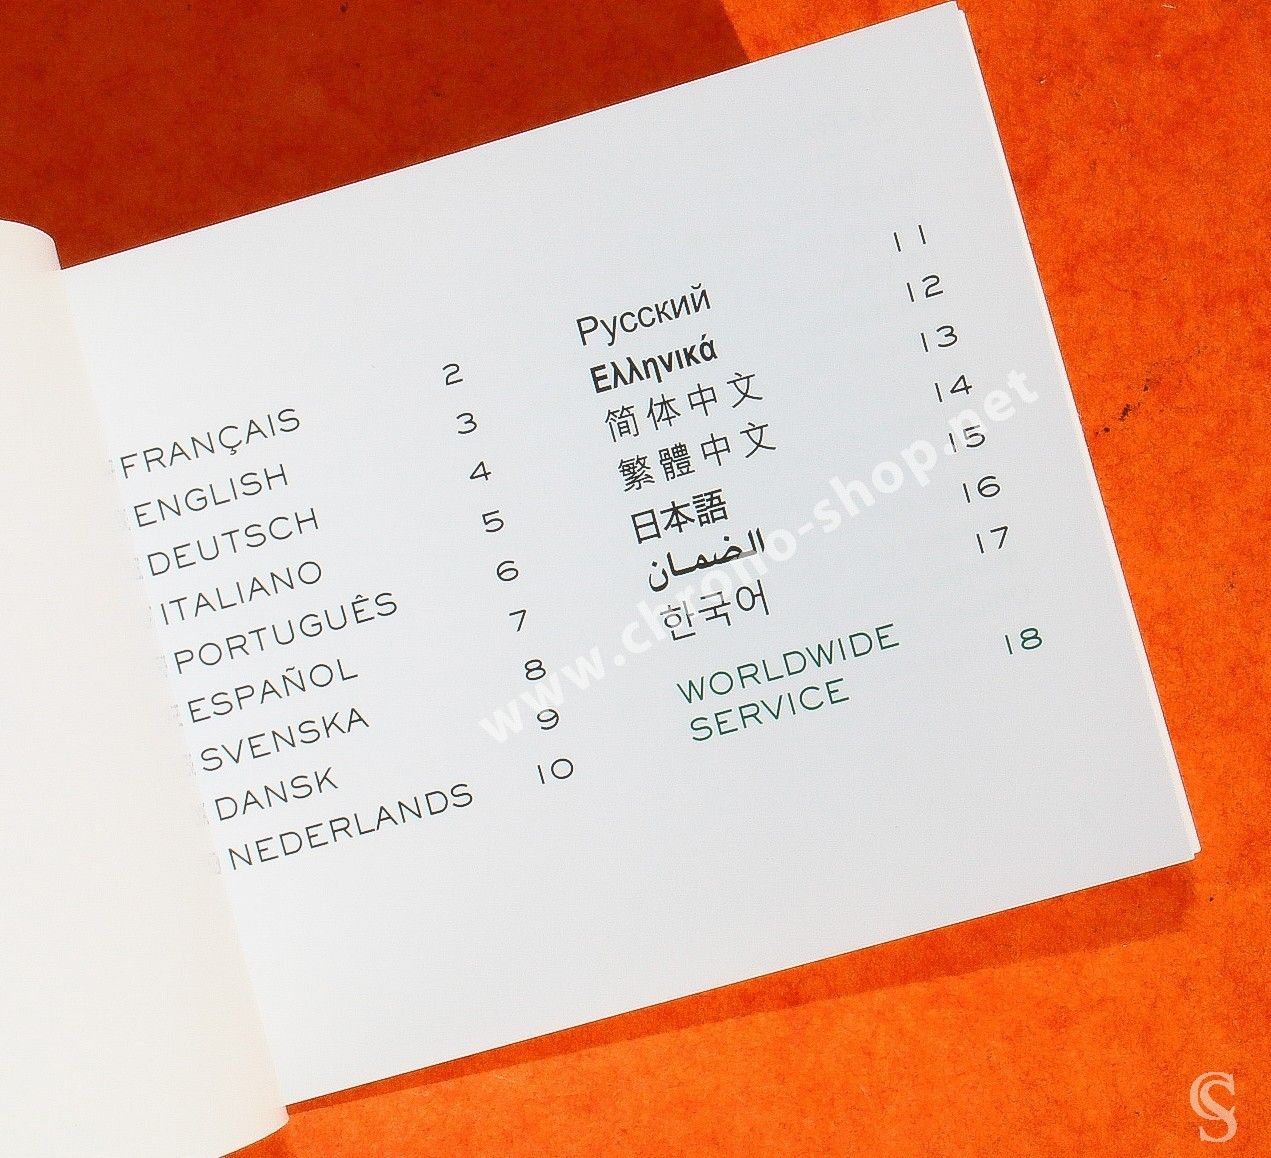 FRANÇAIS 2
ENGLISH 3
DEUTSCH 4
ITALIANO 5
PORTUGUÊS 6
ESPAÑOL 7
SVENSKA 8
DANSK 9
NEDERLANDS 10
Русский 11
Ελληνικά 12
简体中文 13
繁體中文 14
日本語 15
الضمان 16
한국어 17
WORLDWIDE 18
SERVICE
www.chrono-shop.net
CS